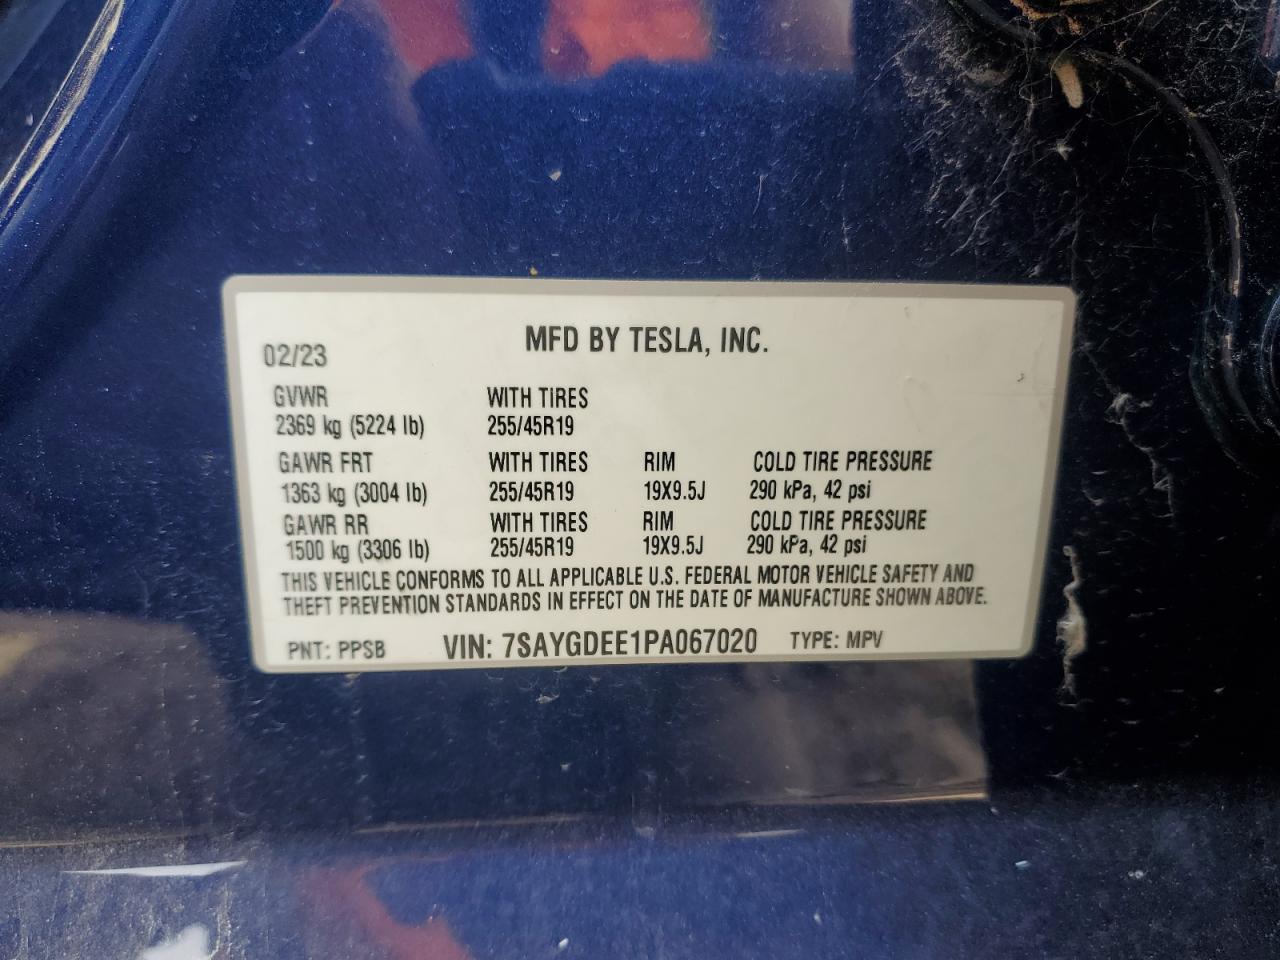 MFD BY TESLA, INC.
02/23
GVWR WITH TIRES
2369 kg (5224 lb) 255/45R19
GAWR FRT WITH TIRES RIM COLD TIRE PRESSURE
1363 kg (3004 lb) 255/45R19 19X9.5J 290 kPa, 42 psi
GAWR RR WITH TIRES RIM COLD TIRE PRESSURE
1500 kg (3306 lb) 255/45R19 19X9.5J 290 kPa, 42 psi
THIS VEHICLE CONFORMS TO ALL APPLICABLE U.S. FEDERAL MOTOR VEHICLE SAFETY AND
THEFT PREVENTION STANDARDS IN EFFECT ON THE DATE OF MANUFACTURE SHOWN ABOVE.
PNT: PPSB VIN: 7SAYGDEE1PA067020 TYPE: MPV